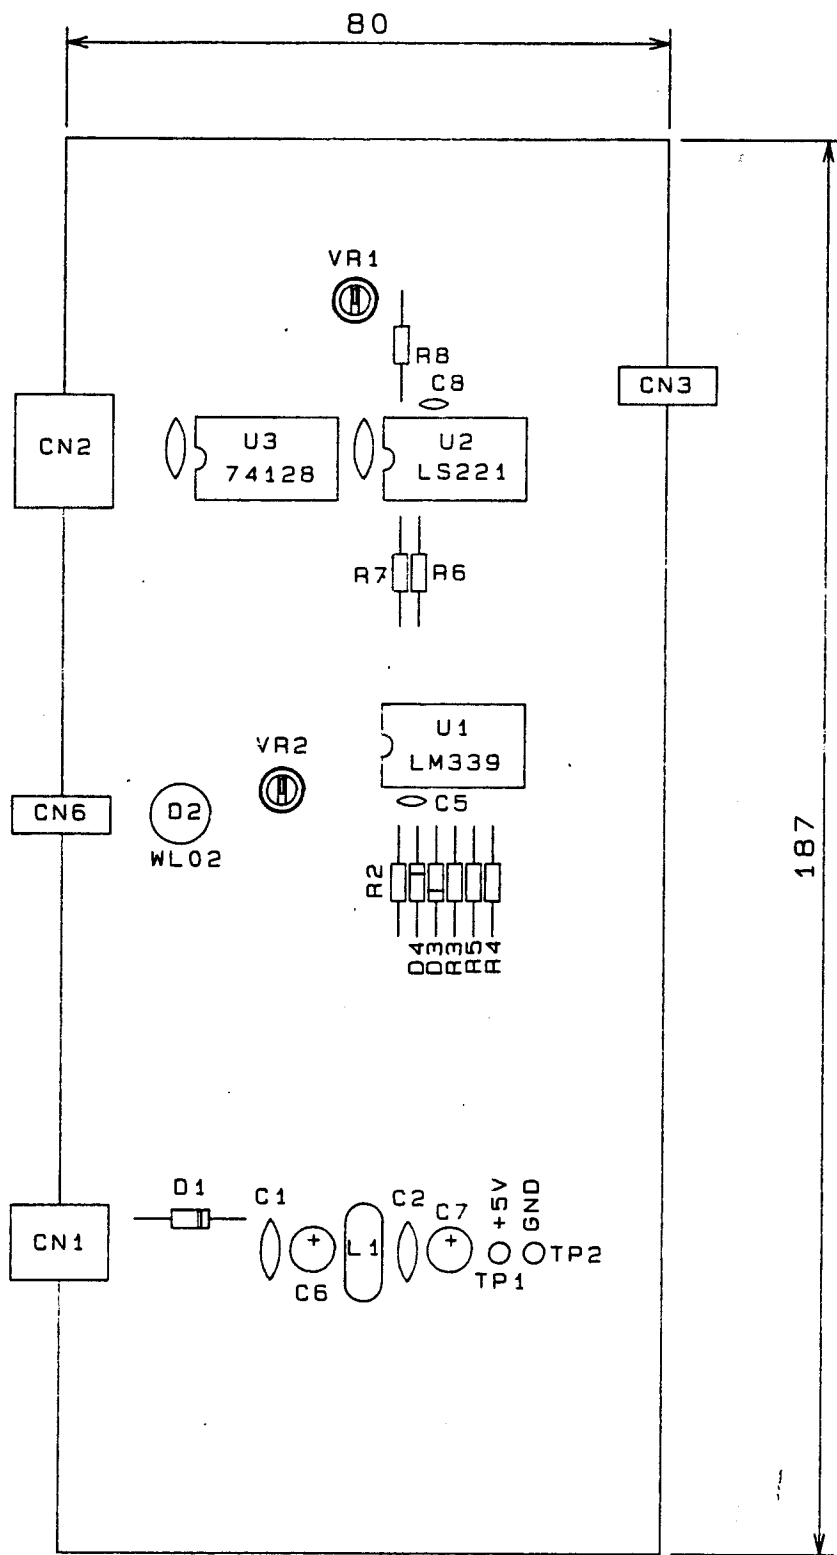 80
VR1
R8
C8
CN3
CN2
U3
74128
U2
LS221
R7
R6
U1
LM339
VR2
C5
CN6
D2
WL02
R2
D4
D3
R3
R5
R4
187
D1
C1
C2
C7
+5V
GND
CN1
+
L1
+
TP2
TP1
C6